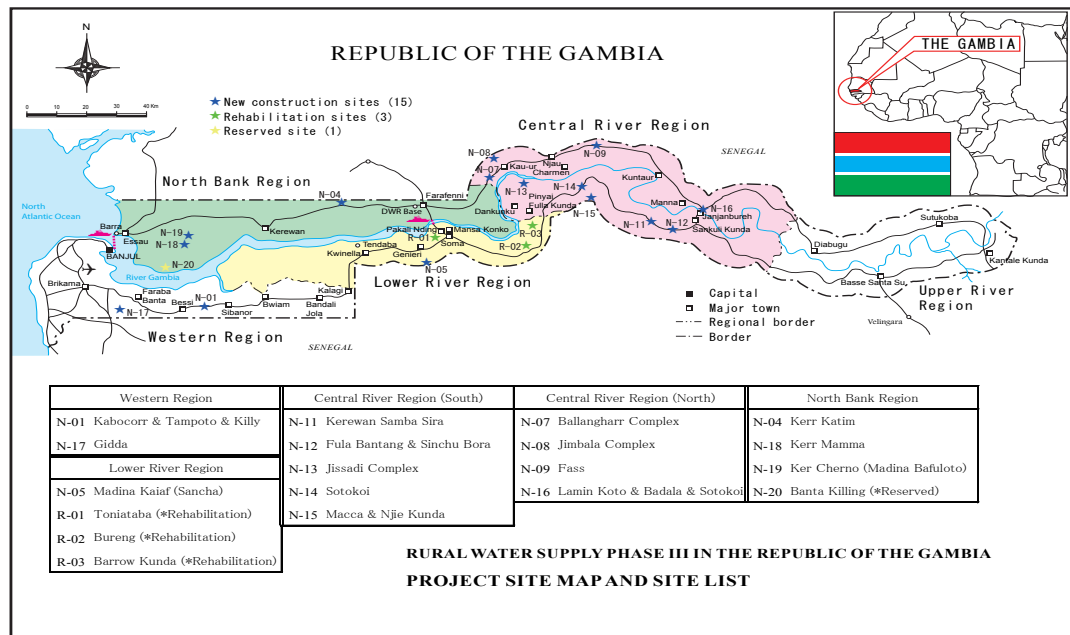 REPUBLIC OF THE GAMBIA
N
0 10 20 40 Km
New construction sites (15)
Rehabilitation sites (3)
Reserved site (1)
THE GAMBIA
Central River Region
SENEGAL
N-08
N-07
Kau-ur
Njau
Charmen
N-09
N-13
N-14
Pinyai
Fulla Kunda
Dankunku
N-15
Kuntaur
Manna
N-16
Janjanbureh
N-11
N-12
Sankuli Kunda
North Bank Region
N-04
Farafenni
DWR Base
North
Atlantic Ocean
Barra
Essau
BANJUL
N-19
N-18
N-20
Kerewan
River Gambia
Pakali Nding
R-01
Mansa Konko
Soma
Genieri
Tendaba
Kwinella
N-05
R-03
R-02
Lower River Region
Brikama
Faraba
Banta
N-17
Bessi
N-01
Sibanor
Bwiam
Bandali
Jola
Kalagi
Western Region
SENEGAL
Diabugu
Sutukoba
Kantale Kunda
Basse Santa Su
Upper River
Region
Velingara
Capital
Major town
Regional border
Border
Western Region
N-01 Kabocorr & Tampoto & Killy
N-17 Gidda
Lower River Region
N-05 Madina Kaiaf (Sancha)
R-01 Toniataba (*Rehabilitation)
R-02 Bureng (*Rehabilitation)
R-03 Barrow Kunda (*Rehabilitation)
Central River Region (South)
N-11 Kerewan Samba Sira
N-12 Fula Bantang & Sinchu Bora
N-13 Jissadi Complex
N-14 Sotokoi
N-15 Macca & Njie Kunda
Central River Region (North)
N-07 Ballangharr Complex
N-08 Jimbala Complex
N-09 Fass
N-16 Lamin Koto & Badala & Sotokoi
North Bank Region
N-04 Kerr Katim
N-18 Kerr Mamma
N-19 Ker Cherno (Madina Bafuloto)
N-20 Banta Killing (*Reserved)
RURAL WATER SUPPLY PHASE III IN THE REPUBLIC OF THE GAMBIA
PROJECT SITE MAP AND SITE LIST